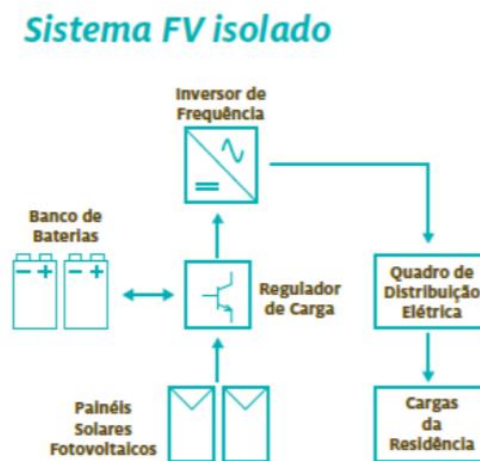 Sistema FV isolado
Inversor de
Frequência
Banco de
Baterias
Regulador
de Carga
Quadro de
Distribuição
Elétrica
Painéis
Solares
Fotovoltaicos
Cargas
da
Residência